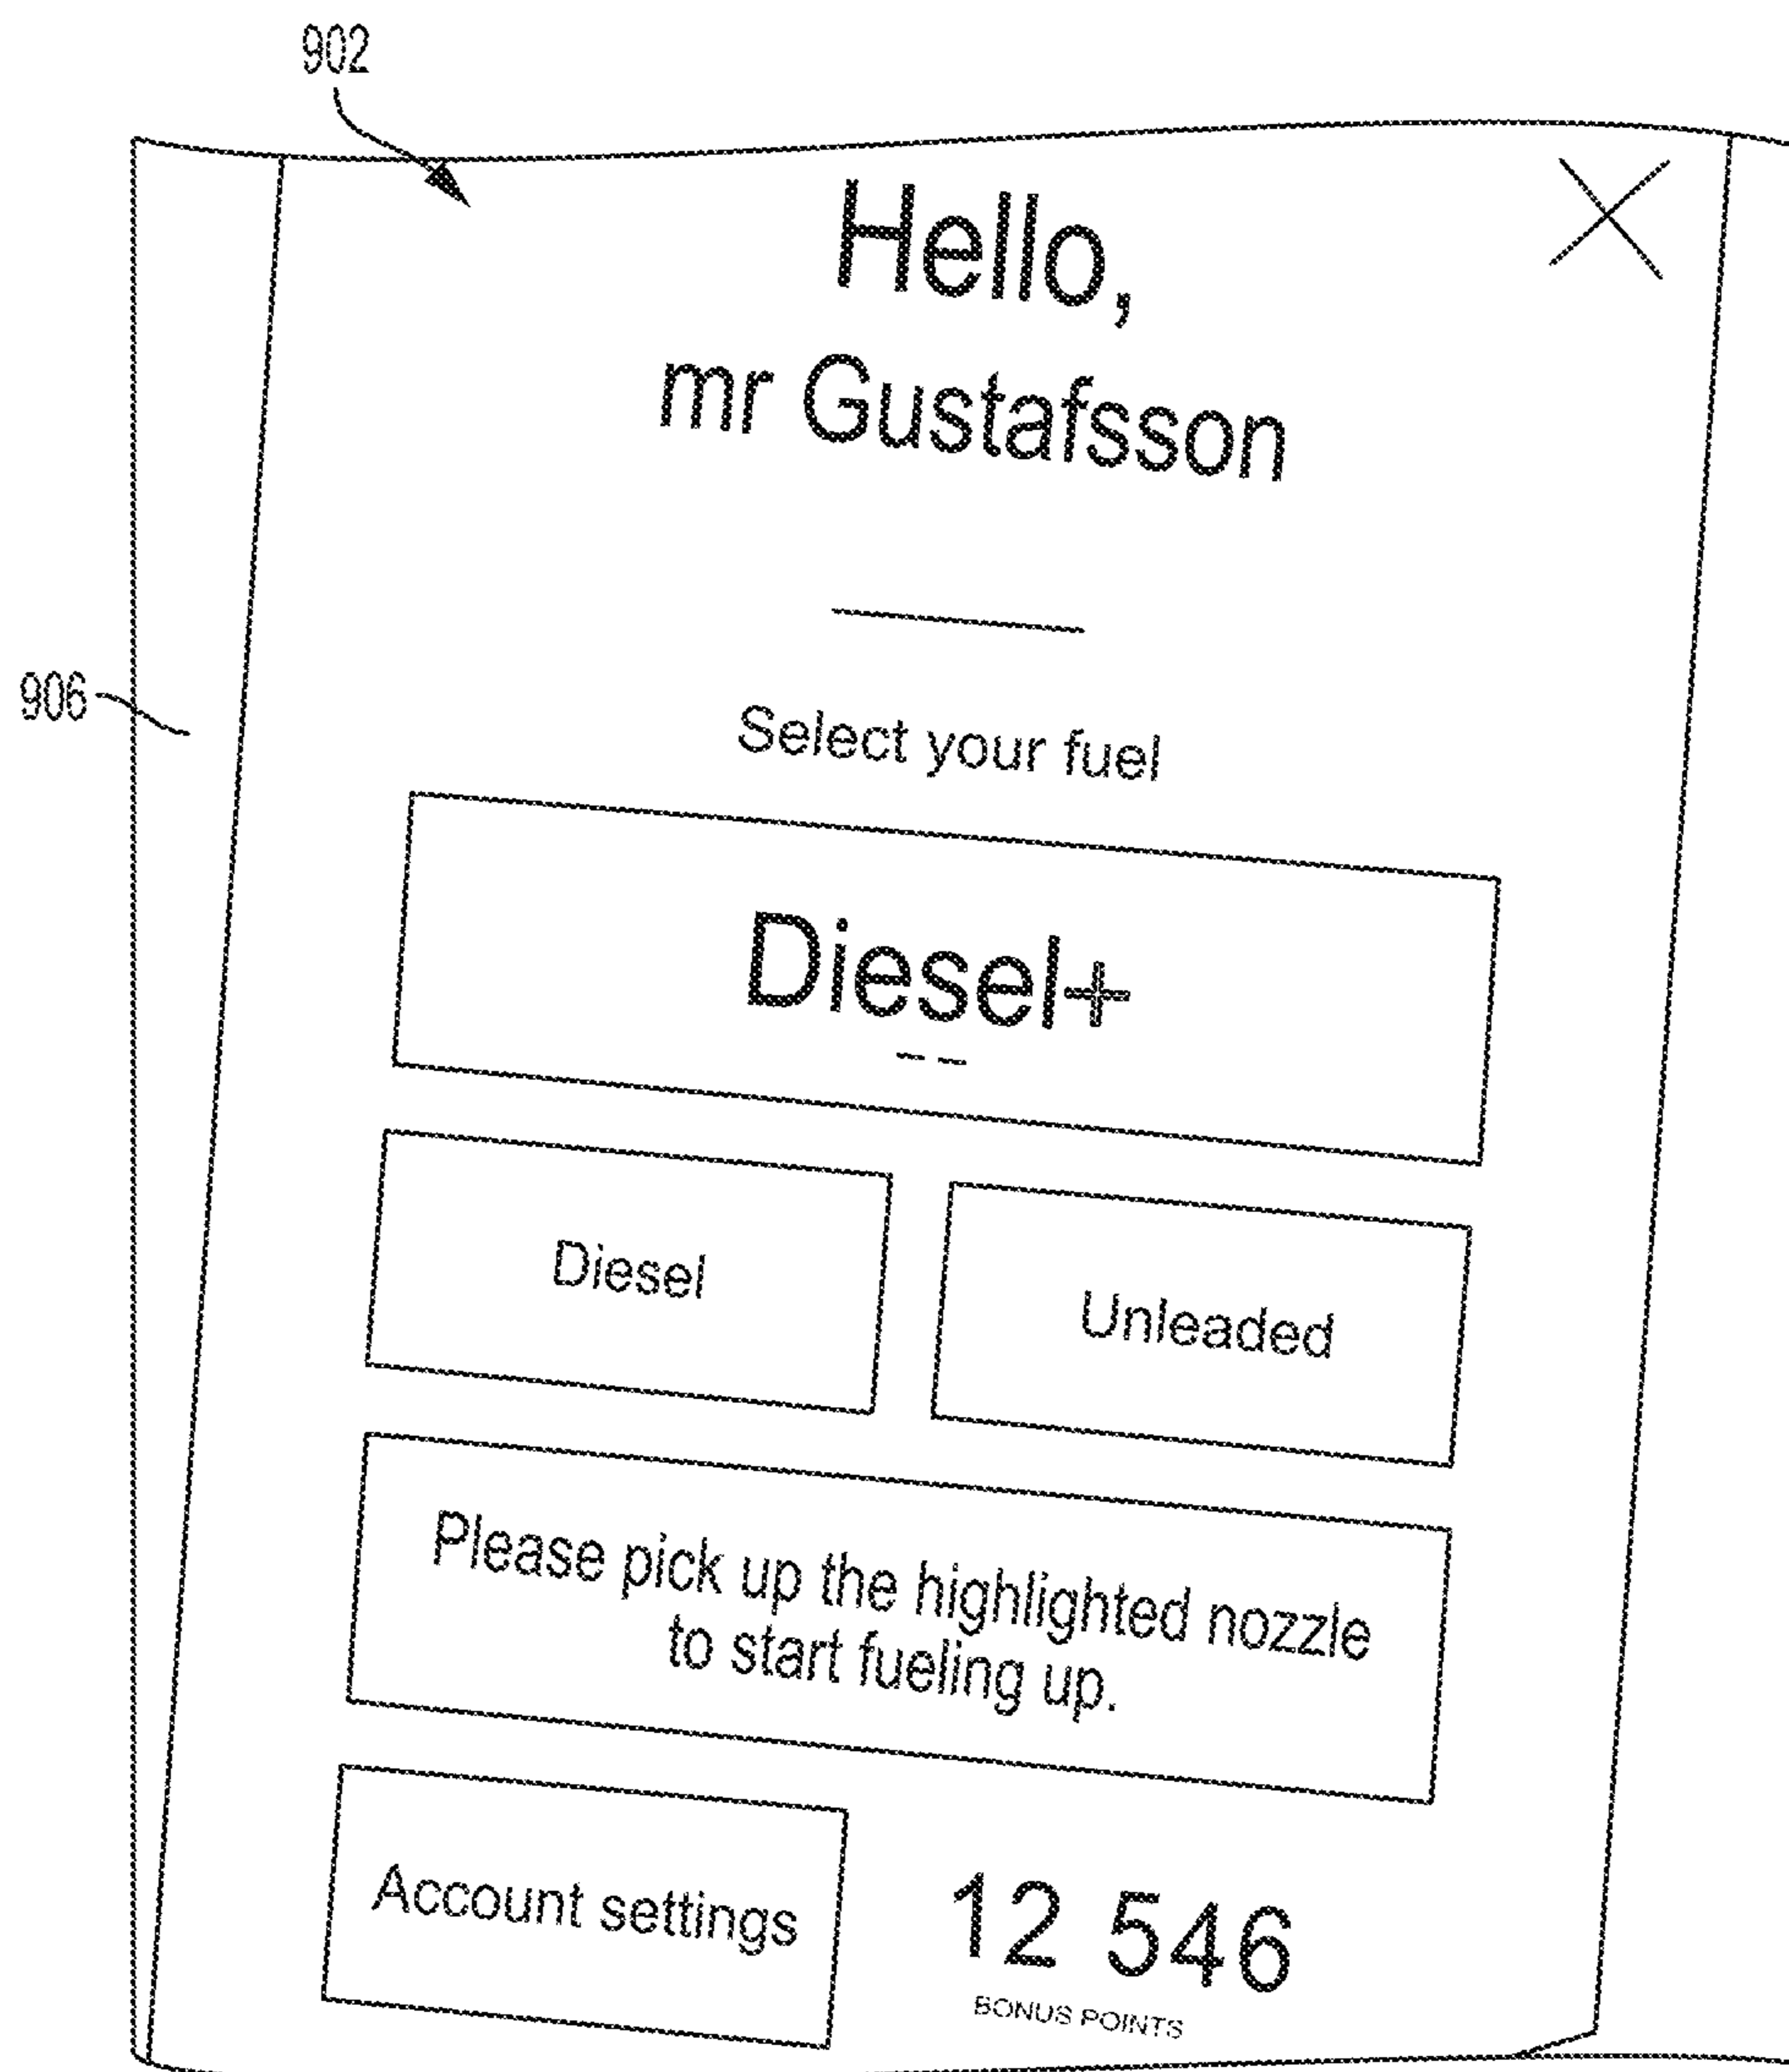 902
Hello,
mr Gustafsson
906
Select your fuel
Diesel+
Diesel
Unleaded
Please pick up the highlighted nozzle
to start fueling up.
Account settings
12 546
BONUS POINTS